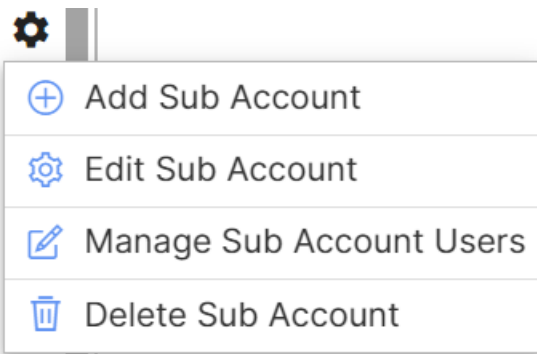 Add Sub Account
Edit Sub Account
Manage Sub Account Users
Delete Sub Account